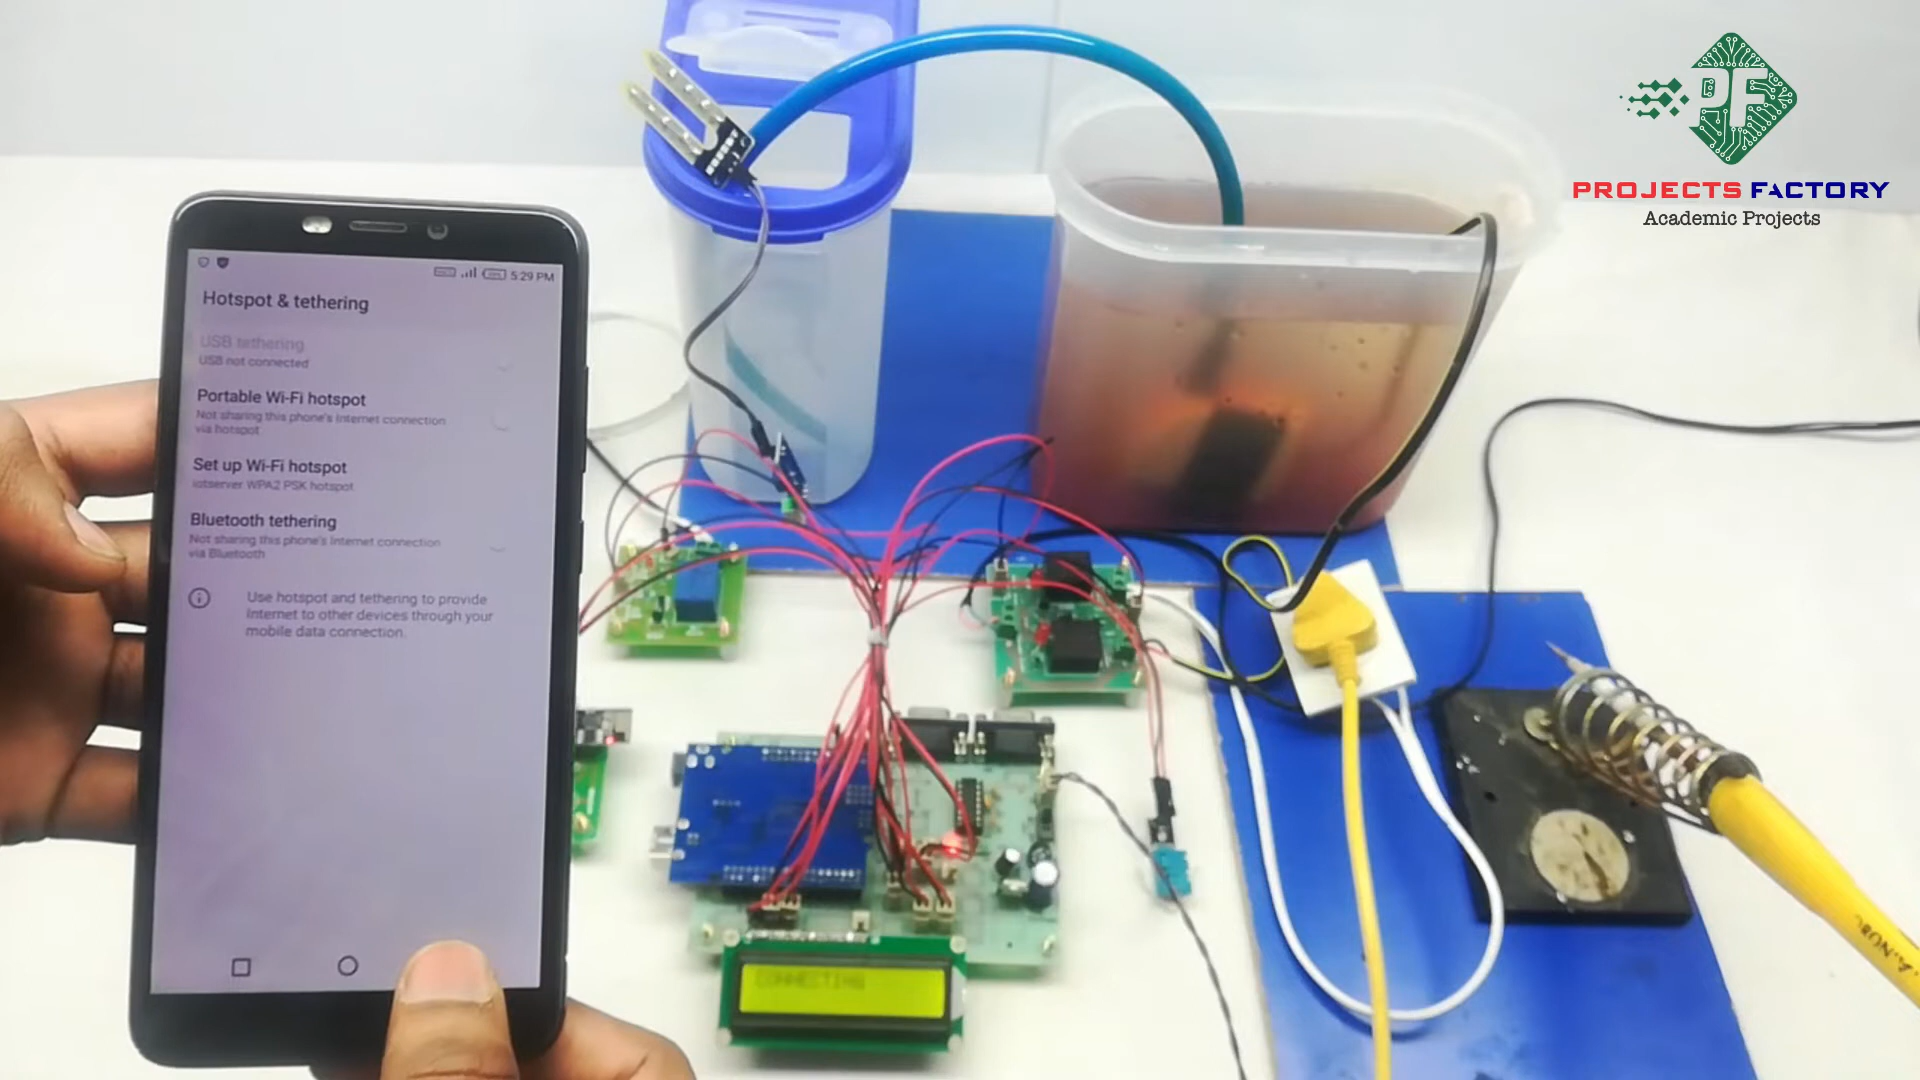 PROJECTS FACTORY
Academic Projects
5:29 PM
Hotspot & tethering
USB tethering
USB not connected
Portable Wi-Fi hotspot
Not sharing this phone's Internet connection
via hotspot
Set up Wi-Fi hotspot
iotserver WPA2 PSK hotspot
Bluetooth tethering
Not sharing this phone's Internet connection
via Bluetooth
Use hotspot and tethering to provide
Internet to other devices through your
mobile data connection.
CONNECTING